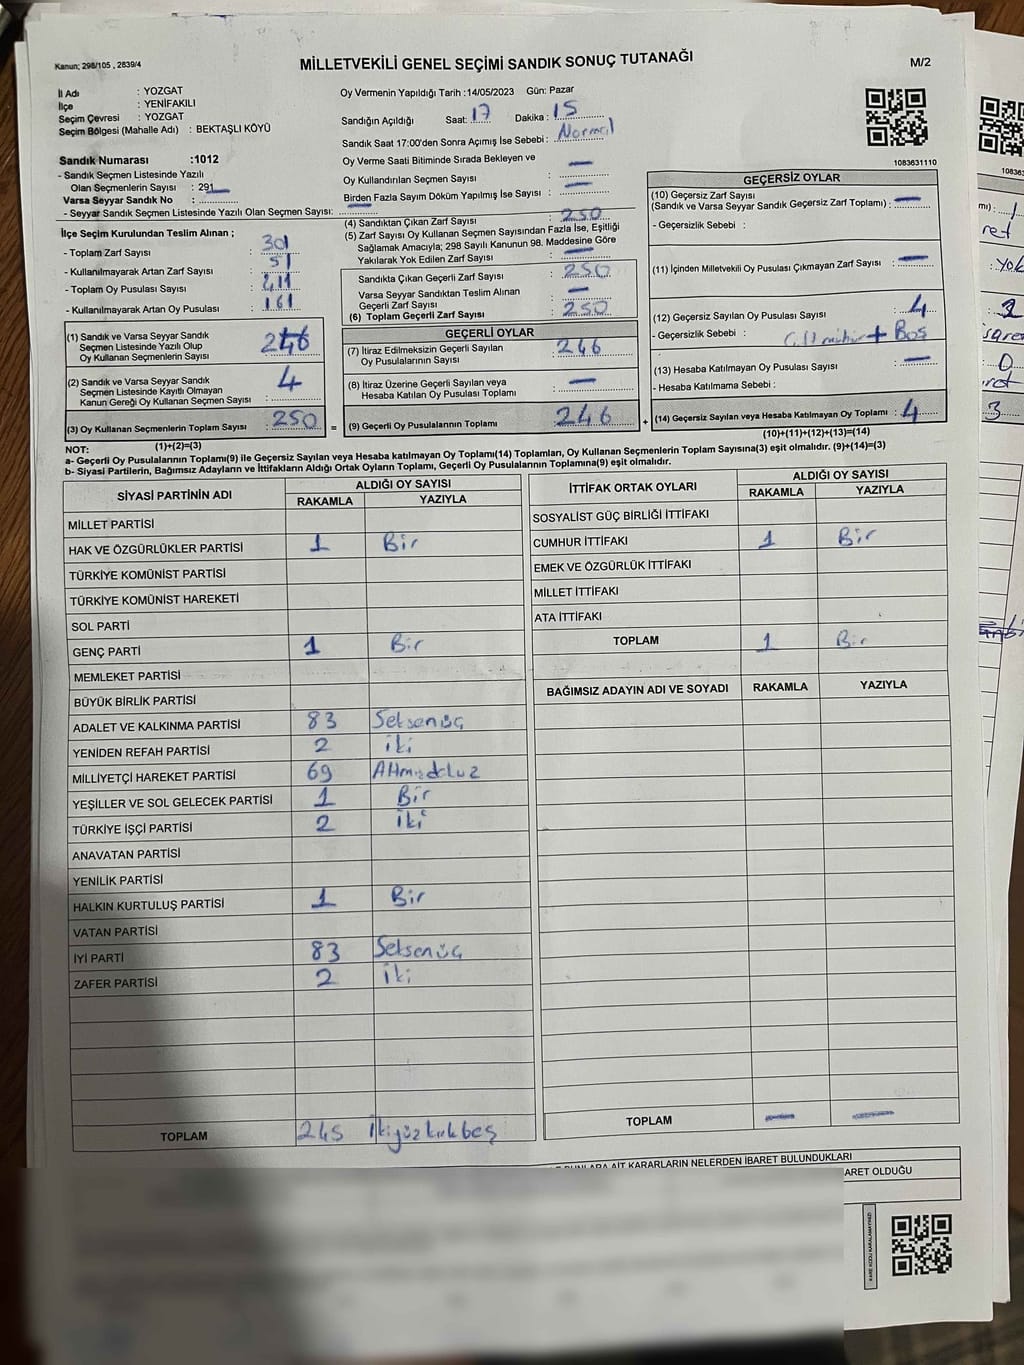 Kanun; 298/105 , 2839/4
MİLLETVEKİLİ GENEL SEÇİMİ SANDIK SONUÇ TUTANAĞI
M/2
İl Adı : YOZGAT
İlçe : YENİFAKILI
Seçim Çevresi : YOZGAT
Seçim Bölgesi (Mahalle Adı) : BEKTAŞLI KÖYÜ
Sandık Numarası :1012
- Sandık Seçmen Listesinde Yazılı
Olan Seçmenlerin Sayısı : 291
Varsa Seyyar Sandık No :
- Seyyar Sandık Seçmen Listesinde Yazılı Olan Seçmen Sayısı:
Oy Vermenin Yapıldığı Tarih :14/05/2023 Gün: Pazar
Sandığın Açıldığı Saat: 17 Dakika : 15
Sandık Saat 17:00'den Sonra Açımış İse Sebebi : Normal
Oy Verme Saati Bitiminde Sırada Bekleyen ve
Oy Kullandırılan Seçmen Sayısı : —
Birden Fazla Sayım Döküm Yapılmış İse Sayısı : —
1083631110
İlçe Seçim Kurulundan Teslim Alınan ;
- Toplam Zarf Sayısı : 301
- Kullanılmayarak Artan Zarf Sayısı : 51
- Toplam Oy Pusulası Sayısı : 411
- Kullanılmayarak Artan Oy Pusulası : 161
(1) Sandık ve Varsa Seyyar Sandık
Seçmen Listesinde Yazılı Olup
Oy Kullanan Seçmenlerin Sayısı : 246
(2) Sandık ve Varsa Seyyar Sandık
Seçmen Listesinde Kayıtlı Olmayan
Kanun Gereği Oy Kullanan Seçmen Sayısı : 4
(3) Oy Kullanan Seçmenlerin Toplam Sayısı : 250
(1)+(2)=(3)
(4) Sandıktan Çıkan Zarf Sayısı : 250
(5) Zarf Sayısı Oy Kullanan Seçmen Sayısından Fazla İse, Eşitliği
Sağlamak Amacıyla; 298 Sayılı Kanunun 98. Maddesine Göre
Yakılarak Yok Edilen Zarf Sayısı : —
Sandıkta Çıkan Geçerli Zarf Sayısı : 250
Varsa Seyyar Sandıktan Teslim Alınan
Geçerli Zarf Sayısı : —
(6) Toplam Geçerli Zarf Sayısı : 250
GEÇERLİ OYLAR
(7) İtiraz Edilmeksizin Geçerli Sayılan
Oy Pusulalarının Sayısı : 246
(8) İtiraz Üzerine Geçerli Sayılan veya
Hesaba Katılan Oy Pusulası Toplamı : —
= (9) Geçerli Oy Pusulalarının Toplamı : 246 +
GEÇERSİZ OYLAR
(10) Geçersiz Zarf Sayısı
(Sandık ve Varsa Seyyar Sandık Geçersiz Zarf Toplamı) : —
- Geçersizlik Sebebi :
(11) İçinden Milletvekili Oy Pusulası Çıkmayan Zarf Sayısı : —
(12) Geçersiz Sayılan Oy Pusulası Sayısı : 4
- Geçersizlik Sebebi : + Boş
(13) Hesaba Katılmayan Oy Pusulası Sayısı : —
- Hesaba Katılmama Sebebi :
(14) Geçersiz Sayılan veya Hesaba Katılmayan Oy Toplamı : 4
(10)+(11)+(12)+(13)=(14)
NOT:
a- Geçerli Oy Pusulalarının Toplamı(9) ile Geçersiz Sayılan veya Hesaba katılmayan Oy Toplamı(14) Toplamları, Oy Kullanan Seçmenlerin Toplam Sayısına(3) eşit olmalıdır. (9)+(14)=(3)
b- Siyasi Partilerin, Bağımsız Adayların ve İttifakların Aldığı Ortak Oyların Toplamı, Geçerli Oy Pusulalarının Toplamına(9) eşit olmalıdır.
SİYASİ PARTİNİN ADI ALDIĞI OY SAYISI
RAKAMLA YAZIYLA
MİLLET PARTİSİ
HAK VE ÖZGÜRLÜKLER PARTİSİ 1 Bir
TÜRKİYE KOMÜNİST PARTİSİ
TÜRKİYE KOMÜNİST HAREKETİ
SOL PARTİ
GENÇ PARTİ 1 Bir
MEMLEKET PARTİSİ
BÜYÜK BİRLİK PARTİSİ
ADALET VE KALKINMA PARTİSİ 83 Seksenüç
YENİDEN REFAH PARTİSİ 2 iki
MİLLİYETÇİ HAREKET PARTİSİ 69 Altmışdokuz
YEŞİLLER VE SOL GELECEK PARTİSİ 1 Bir
TÜRKİYE İŞÇİ PARTİSİ 2 iki
ANAVATAN PARTİSİ
YENİLİK PARTİSİ
HALKIN KURTULUŞ PARTİSİ 1 Bir
VATAN PARTİSİ
İYİ PARTİ 83 Seksenüç
ZAFER PARTİSİ 2 iki
TOPLAM 245 İkiyüzkırkbeş
İTTİFAK ORTAK OYLARI ALDIĞI OY SAYISI
RAKAMLA YAZIYLA
SOSYALİST GÜÇ BİRLİĞİ İTTİFAKI
CUMHUR İTTİFAKI 1 Bir
EMEK VE ÖZGÜRLÜK İTTİFAKI
MİLLET İTTİFAKI
ATA İTTİFAKI
TOPLAM 1 Bir
BAĞIMSIZ ADAYIN ADI VE SOYADI RAKAMLA YAZIYLA
TOPLAM — —
AİT KARARLARIN NELERDEN İBARET BULUNDUKLARI
OLDUĞU
KARE KODU KARALAMAYINIZ!